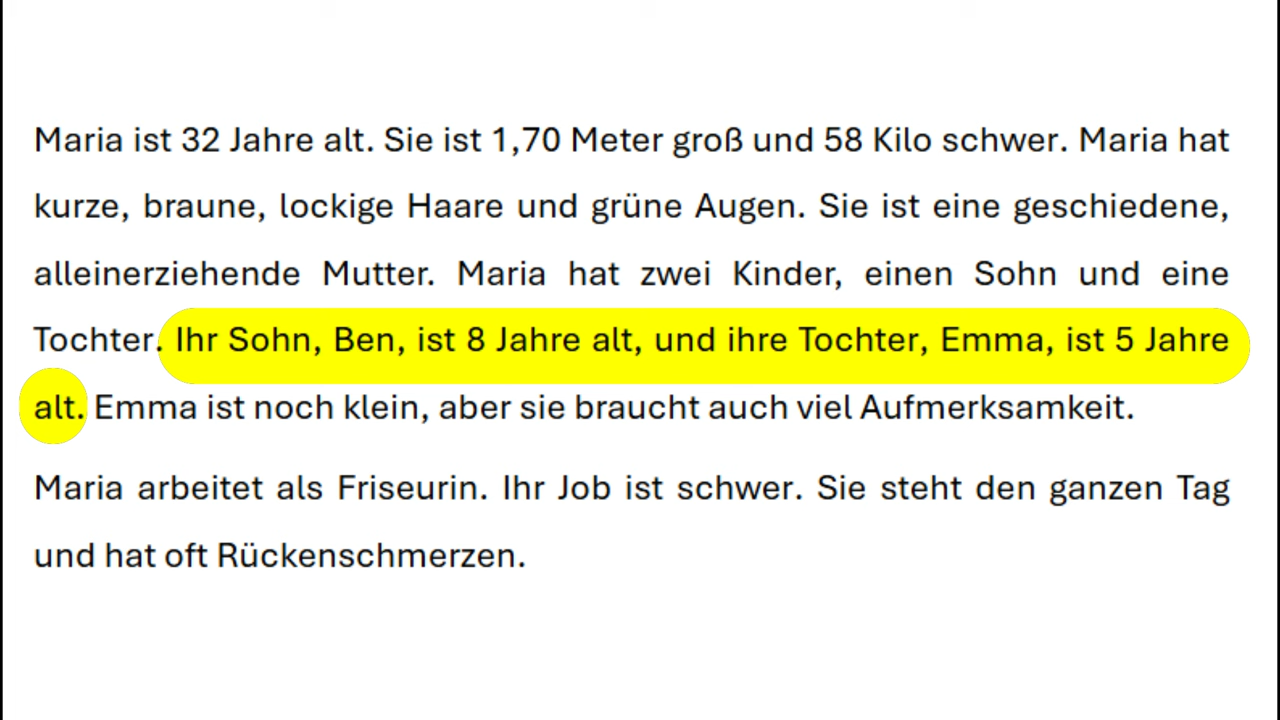 Maria ist 32 Jahre alt. Sie ist 1,70 Meter groß und 58 Kilo schwer. Maria hat
kurze, braune, lockige Haare und grüne Augen. Sie ist eine geschiedene,
alleinerziehende Mutter. Maria hat zwei Kinder, einen Sohn und eine
Tochter. Ihr Sohn, Ben, ist 8 Jahre alt, und ihre Tochter, Emma, ist 5 Jahre
alt. Emma ist noch klein, aber sie braucht auch viel Aufmerksamkeit.
Maria arbeitet als Friseurin. Ihr Job ist schwer. Sie steht den ganzen Tag
und hat oft Rückenschmerzen.